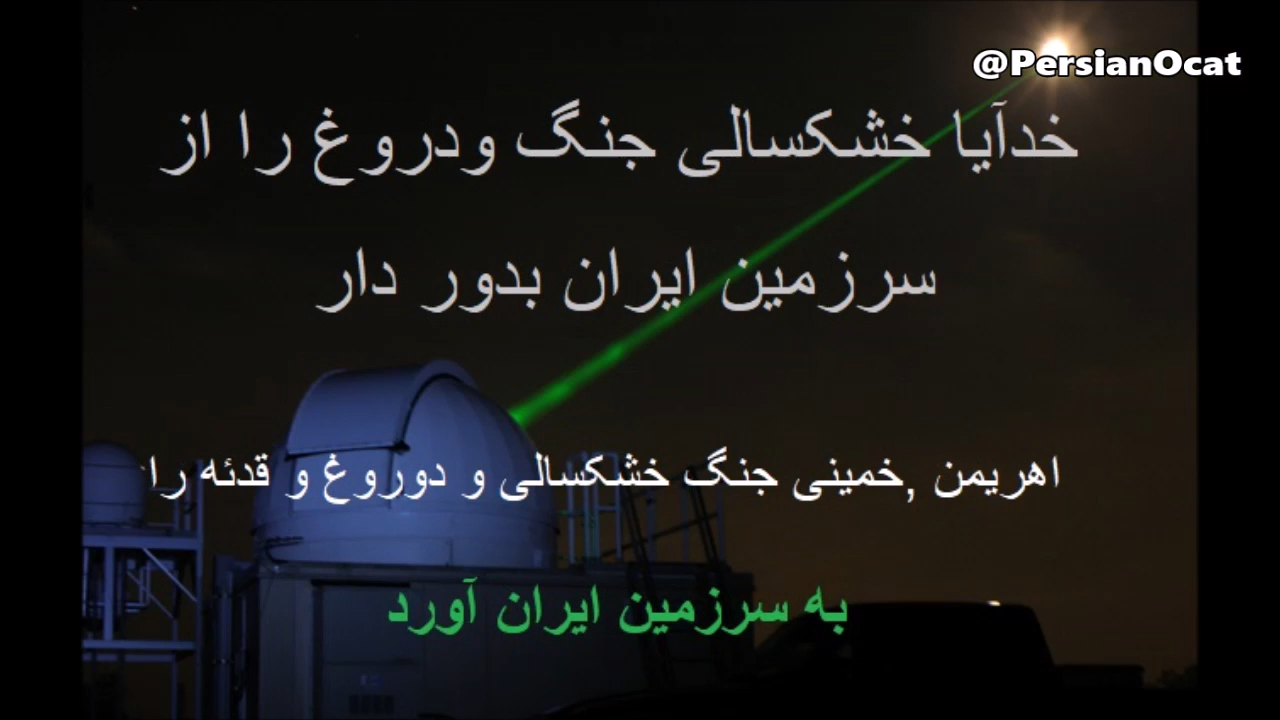 @PersianOcat
خدآیا خشکسالی جنگ ودروغ را از
سرزمین ایران بدور دار
اهریمن ,خمینی جنگ خشکسالی و دوروغ و قدئه را
به سرزمین ایران آورد